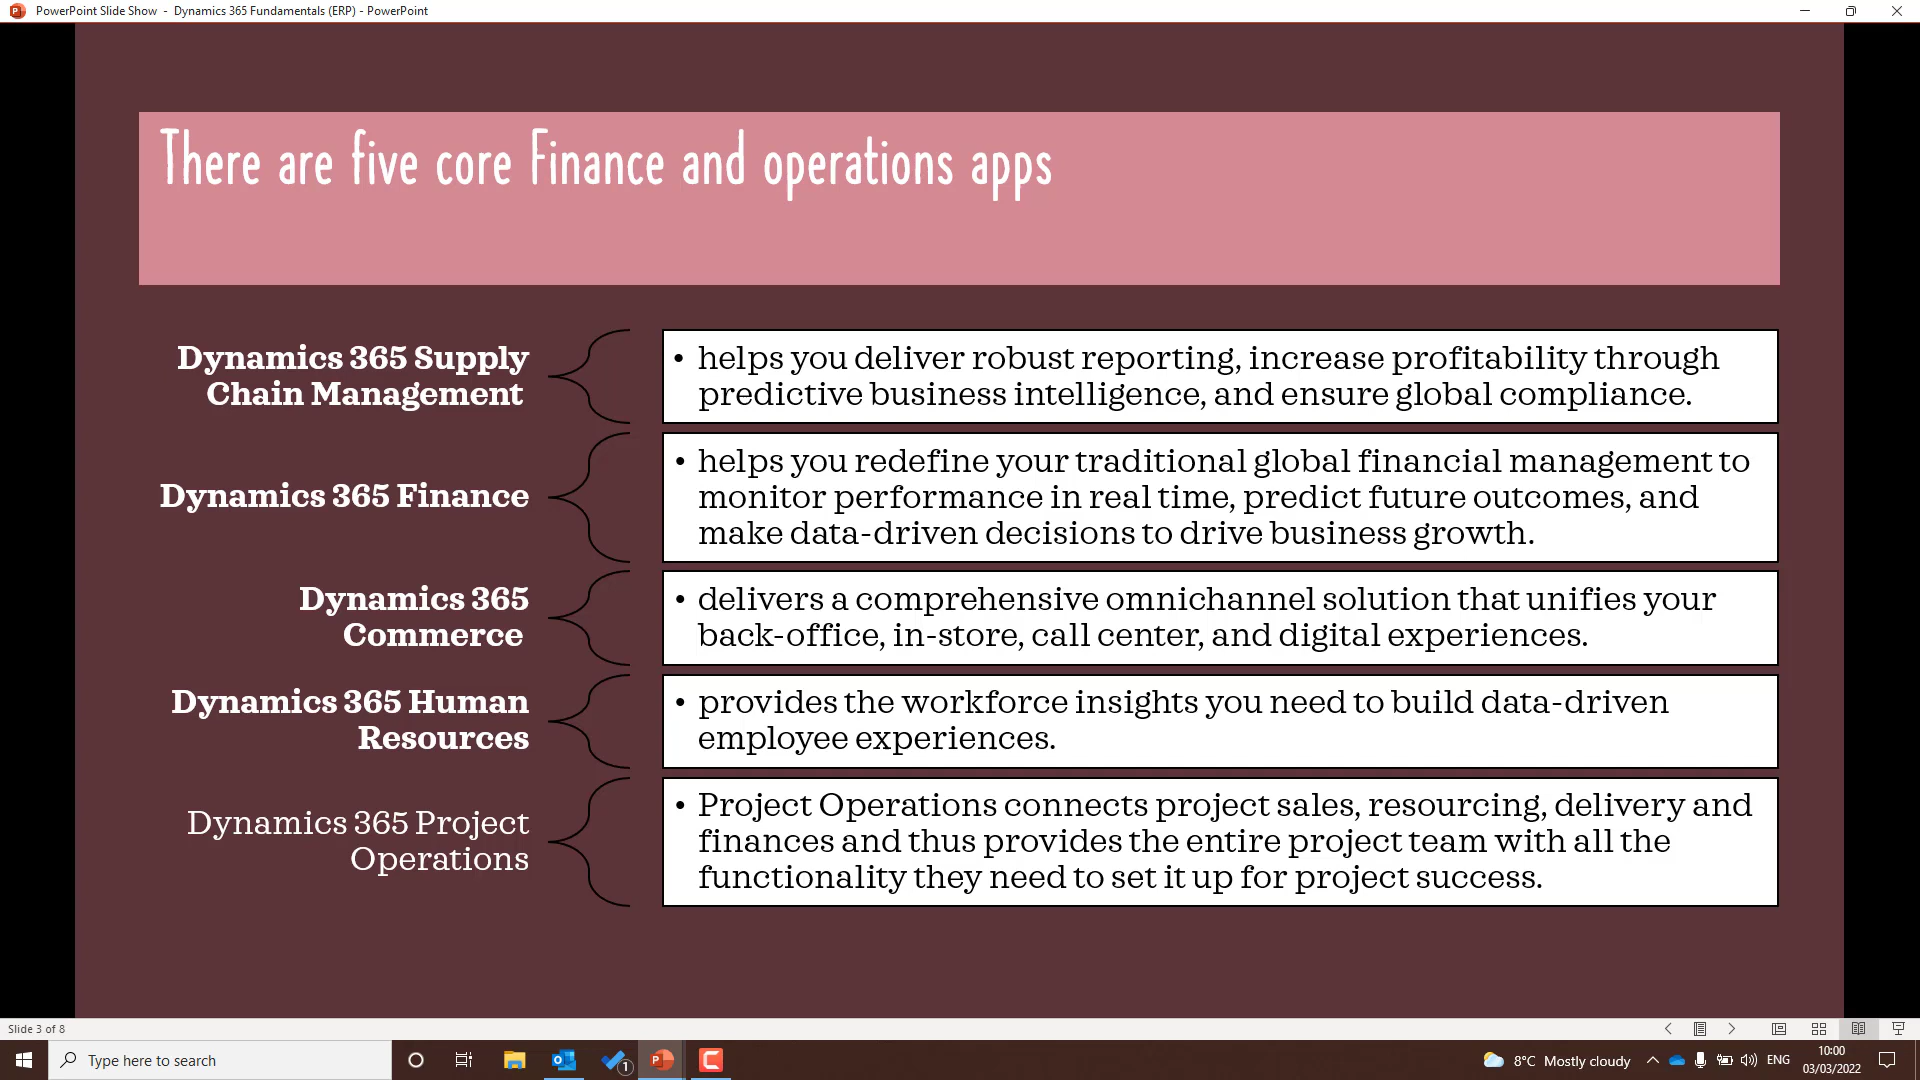 PowerPoint Slide Show - Dynamics 365 Fundamentals (ERP) - PowerPoint
There are five core Finance and operations apps
Dynamics 365 Supply
Chain Management
• helps you deliver robust reporting, increase profitability through
predictive business intelligence, and ensure global compliance.
Dynamics 365 Finance
• helps you redefine your traditional global financial management to
monitor performance in real time, predict future outcomes, and
make data-driven decisions to drive business growth.
Dynamics 365
Commerce
• delivers a comprehensive omnichannel solution that unifies your
back-office, in-store, call center, and digital experiences.
Dynamics 365 Human
Resources
• provides the workforce insights you need to build data-driven
employee experiences.
Dynamics 365 Project
Operations
• Project Operations connects project sales, resourcing, delivery and
finances and thus provides the entire project team with all the
functionality they need to set it up for project success.
Slide 3 of 8
Type here to search
1
8°C Mostly cloudy
ENG
10:00
03/03/2022